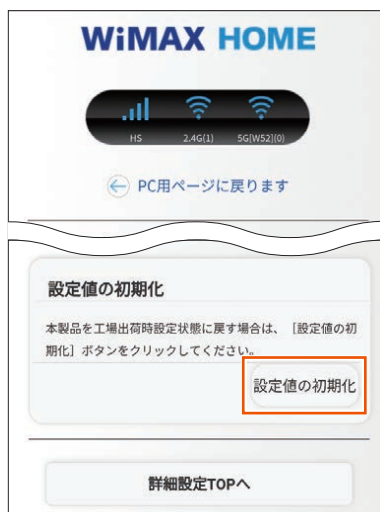 WiMAX HOME
HS 2.4G(1) 5G[W52](0)
PC用ページに戻ります
設定値の初期化
本製品を工場出荷時設定状態に戻す場合は、［設定値の初
期化］ボタンをクリックしてください。
設定値の初期化
詳細設定TOPへ